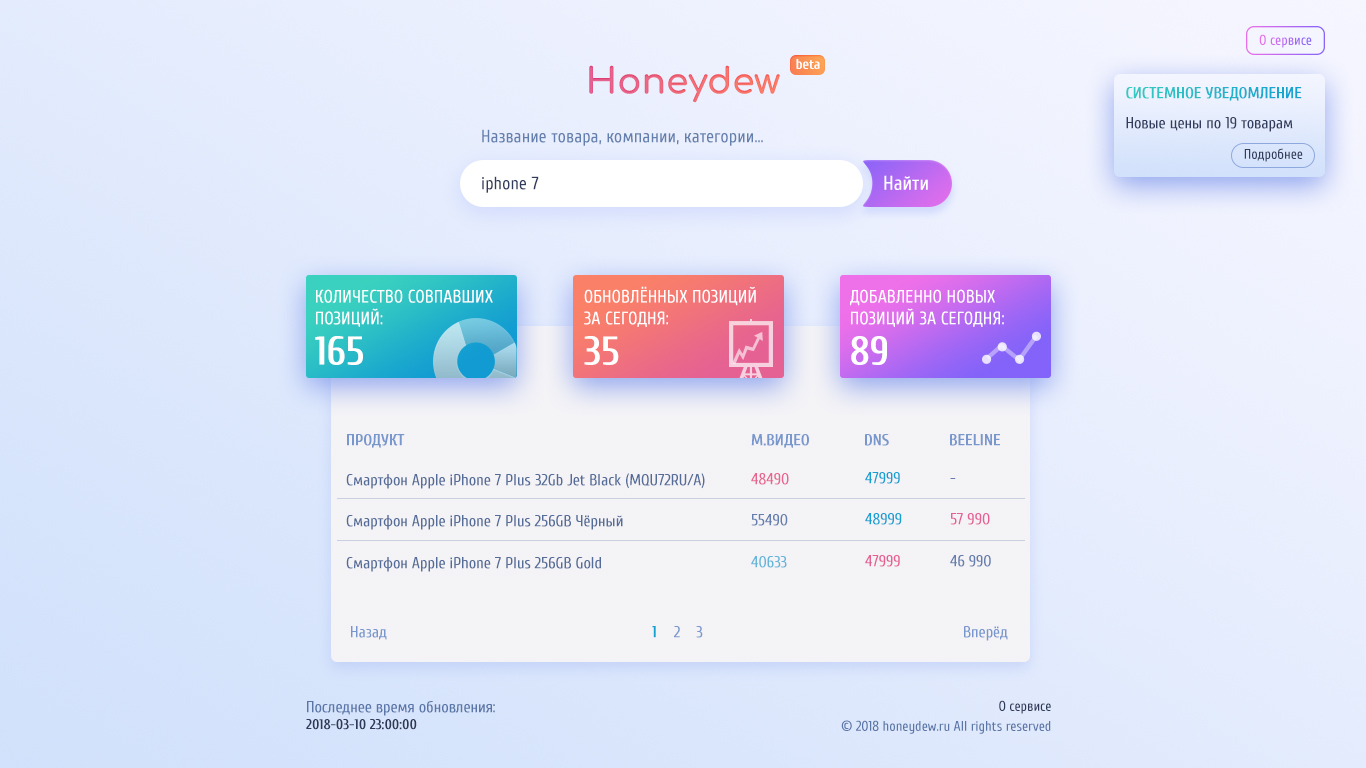 О сервисе
Honeydew beta
СИСТЕМНОЕ УВЕДОМЛЕНИЕ
Новые цены по 19 товарам
Подробнее
Название товара, компании, категории...
iphone 7 Найти
КОЛИЧЕСТВО СОВПАВШИХ
ПОЗИЦИЙ:
165
ОБНОВЛЁННЫХ ПОЗИЦИЙ
ЗА СЕГОДНЯ:
35
ДОБАВЛЕННО НОВЫХ
ПОЗИЦИЙ ЗА СЕГОДНЯ:
89
ПРОДУКТ М.ВИДЕО DNS BEELINE
Смартфон Apple iPhone 7 Plus 32Gb Jet Black (MQU72RU/A) 48490 47999 -
Смартфон Apple iPhone 7 Plus 256GB Чёрный 55490 48999 57 990
Смартфон Apple iPhone 7 Plus 256GB Gold 40633 47999 46 990
Назад 1 2 3 Вперёд
Последнее время обновления:
2018-03-10 23:00:00
О сервисе
© 2018 honeydew.ru All rights reserved